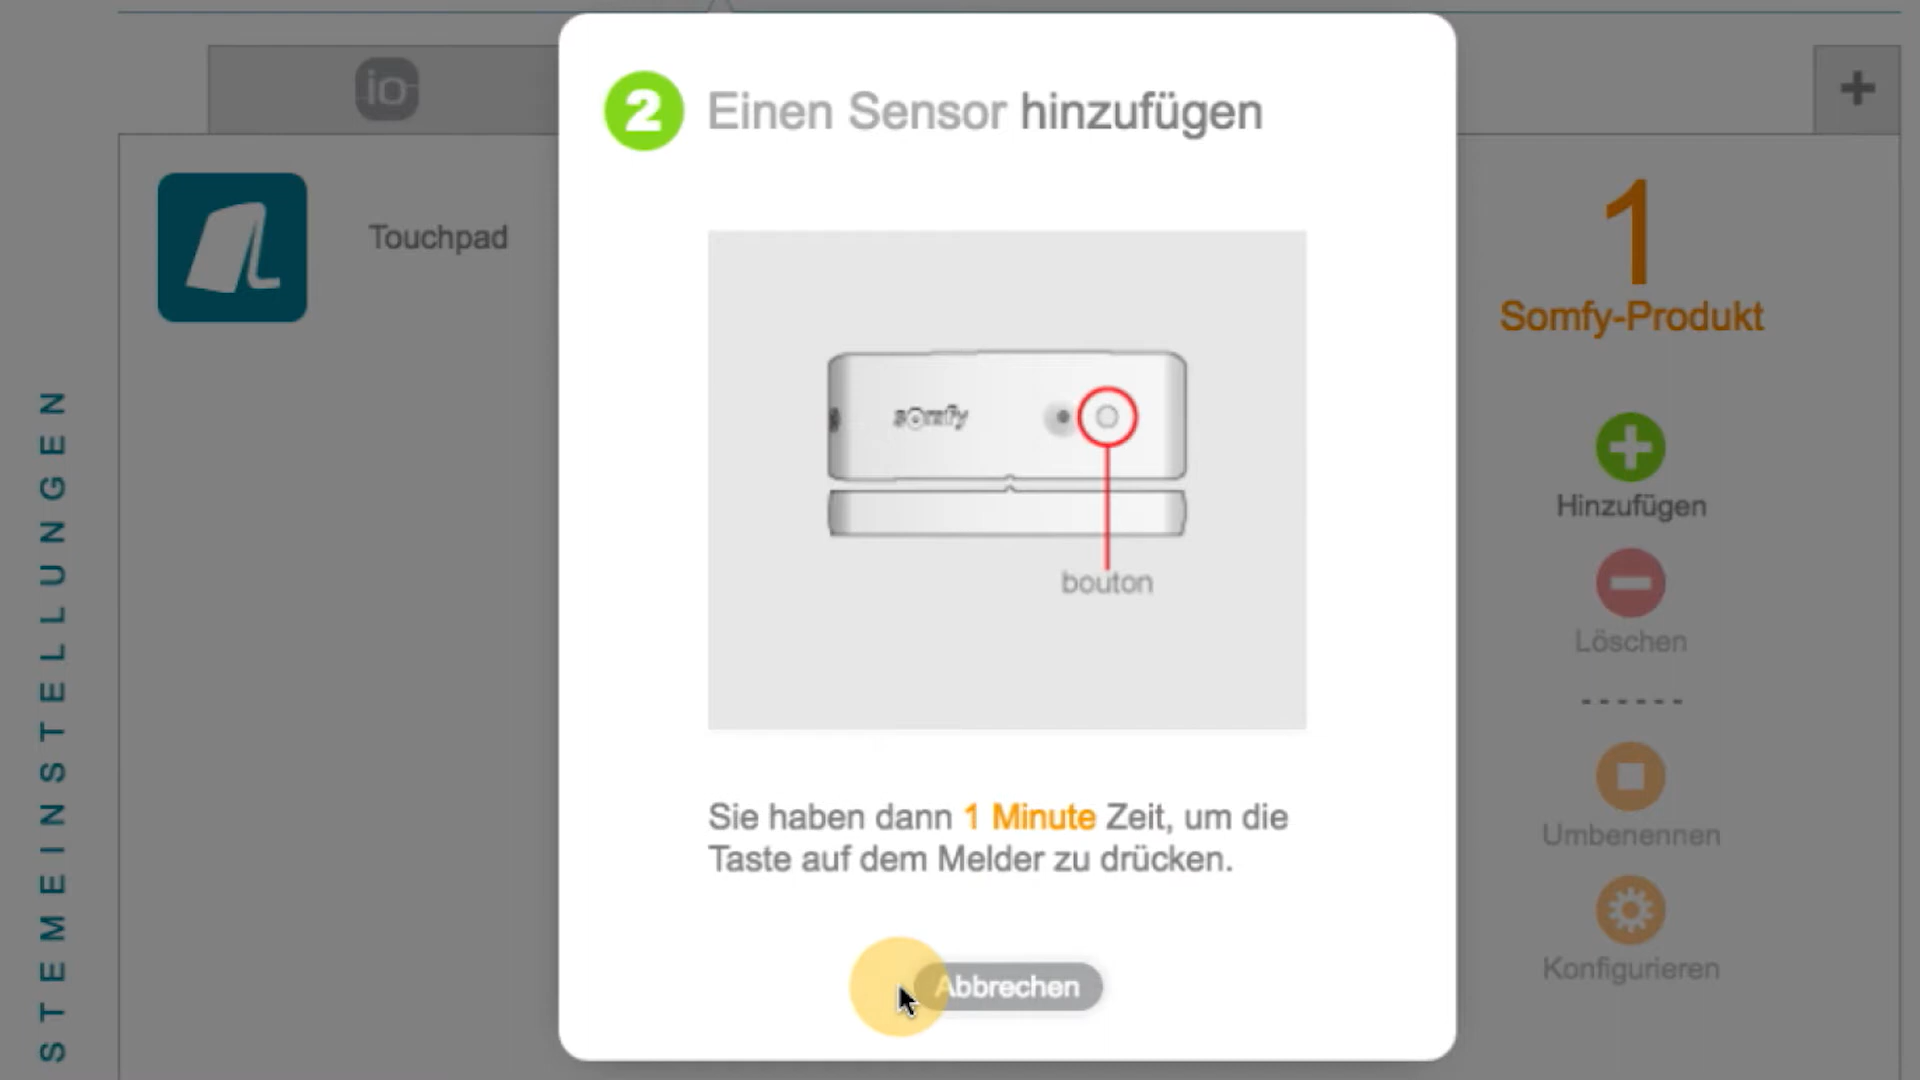 io
2 Einen Sensor hinzufügen
Touchpad
1
Somfy-Produkt
somfy
bouton
Hinzufügen
Löschen
Umbenennen
Konfigurieren
Sie haben dann 1 Minute Zeit, um die
Taste auf dem Melder zu drücken.
Abbrechen
STEMEINSTELLUNGEN